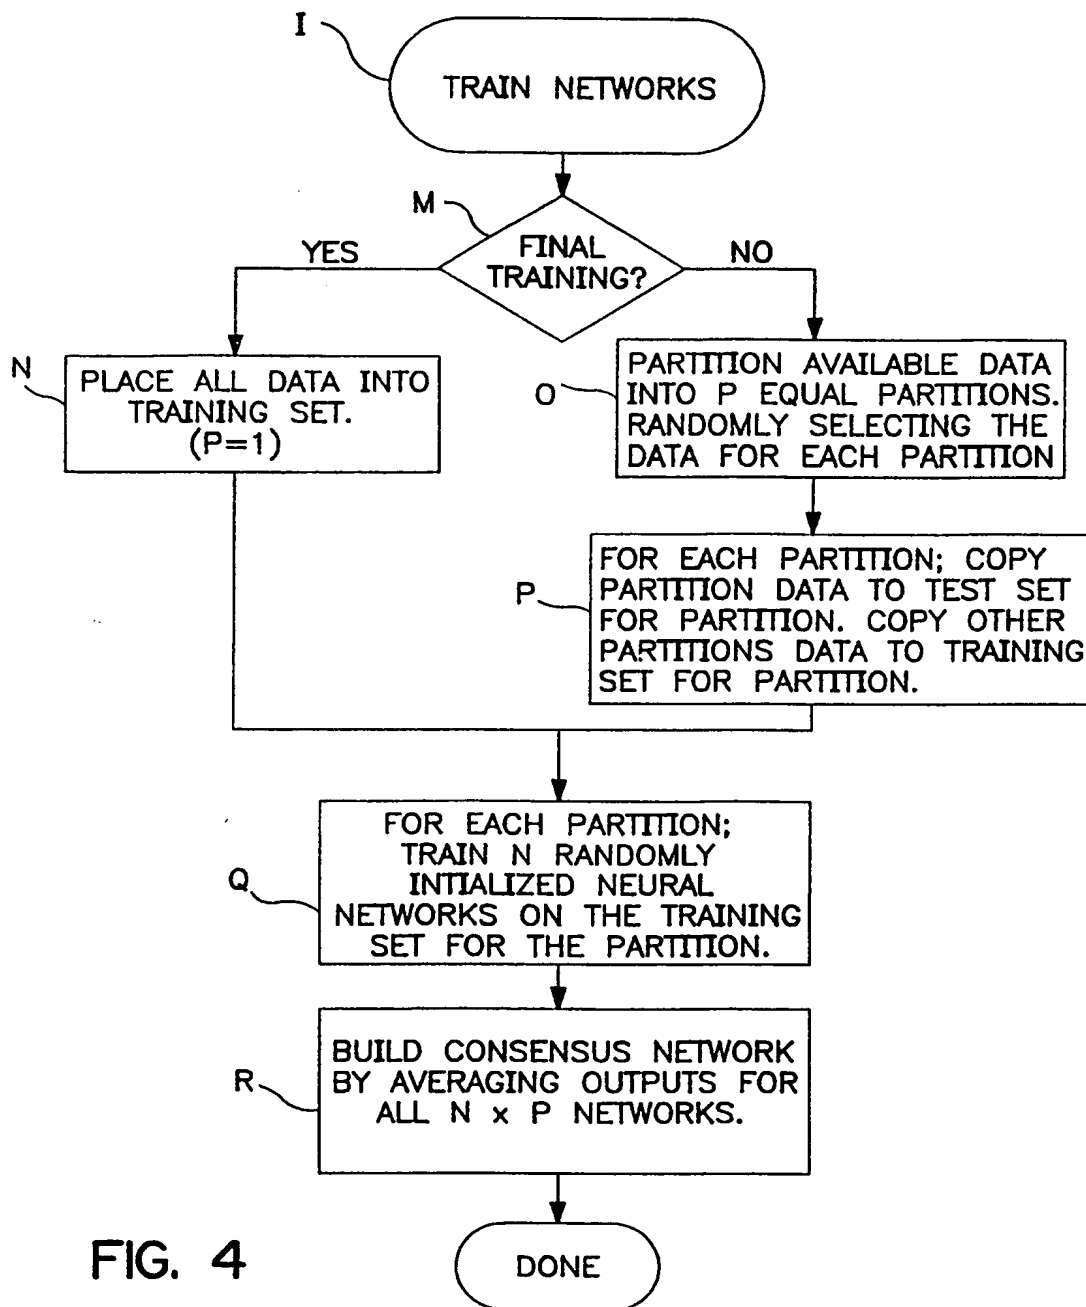 I
TRAIN NETWORKS
M
FINAL
TRAINING?
YES
NO
N
PLACE ALL DATA INTO
TRAINING SET.
(P=1)
O
PARTITION AVAILABLE DATA
INTO P EQUAL PARTITIONS.
RANDOMLY SELECTING THE
DATA FOR EACH PARTITION
P
FOR EACH PARTITION; COPY
PARTITION DATA TO TEST SET
FOR PARTITION. COPY OTHER
PARTITIONS DATA TO TRAINING
SET FOR PARTITION.
Q
FOR EACH PARTITION;
TRAIN N RANDOMLY
INTIALIZED NEURAL
NETWORKS ON THE TRAINING
SET FOR THE PARTITION.
R
BUILD CONSENSUS NETWORK
BY AVERAGING OUTPUTS FOR
ALL N x P NETWORKS.
DONE
FIG. 4